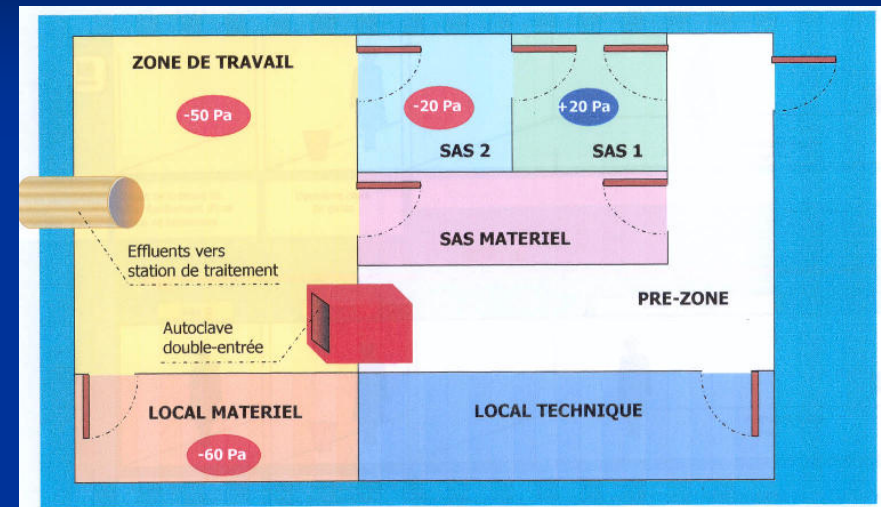 ZONE DE TRAVAIL
-50 Pa
-20 Pa
+20 Pa
SAS 2
SAS 1
SAS MATERIEL
Effluents vers
station de traitement
PRE-ZONE
Autoclave
double-entrée
LOCAL MATERIEL
LOCAL TECHNIQUE
-60 Pa